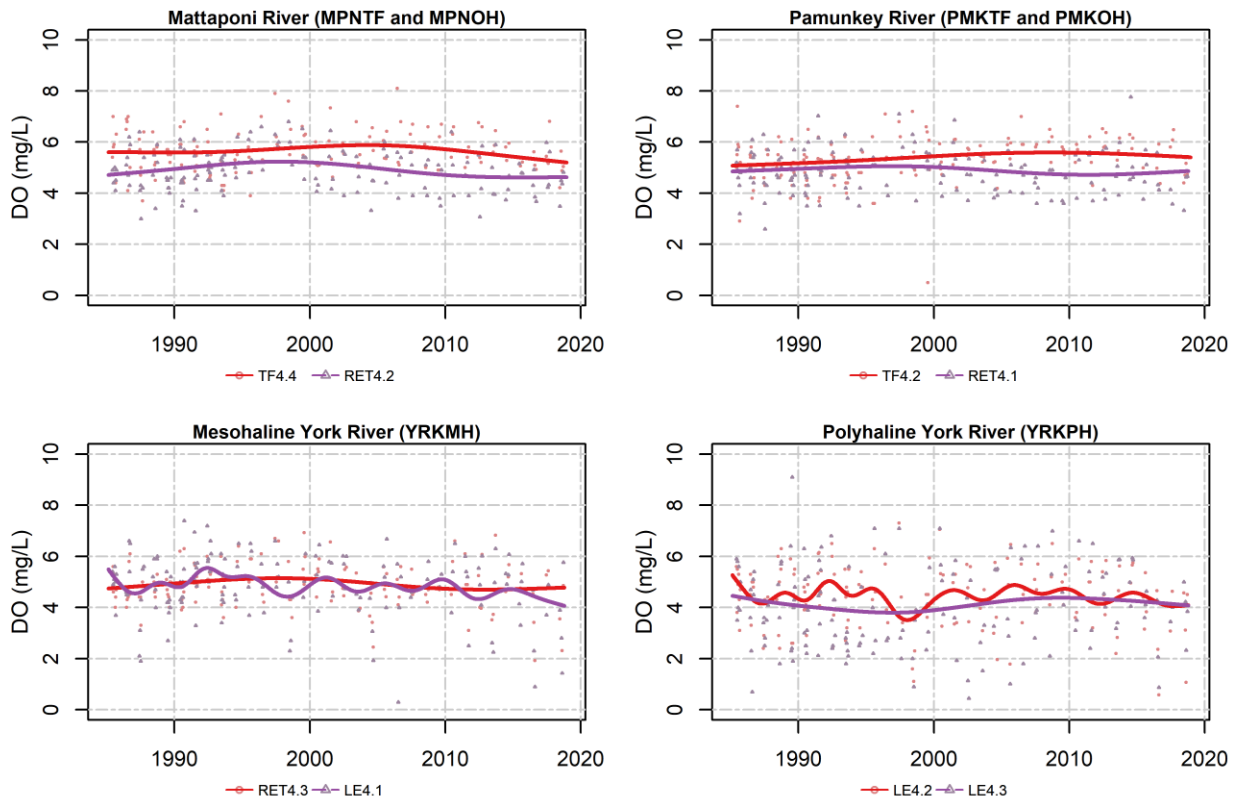 Mattaponi River (MPNTF and MPNOH)
DO (mg/L)
10
8
6
4
2
0
1990 2000 2010 2020
TF4.4 RET4.2
Pamunkey River (PMKTF and PMKOH)
DO (mg/L)
10
8
6
4
2
0
1990 2000 2010 2020
TF4.2 RET4.1
Mesohaline York River (YRKMH)
DO (mg/L)
10
8
6
4
2
0
1990 2000 2010 2020
RET4.3 LE4.1
Polyhaline York River (YRKPH)
DO (mg/L)
10
8
6
4
2
0
1990 2000 2010 2020
LE4.2 LE4.3